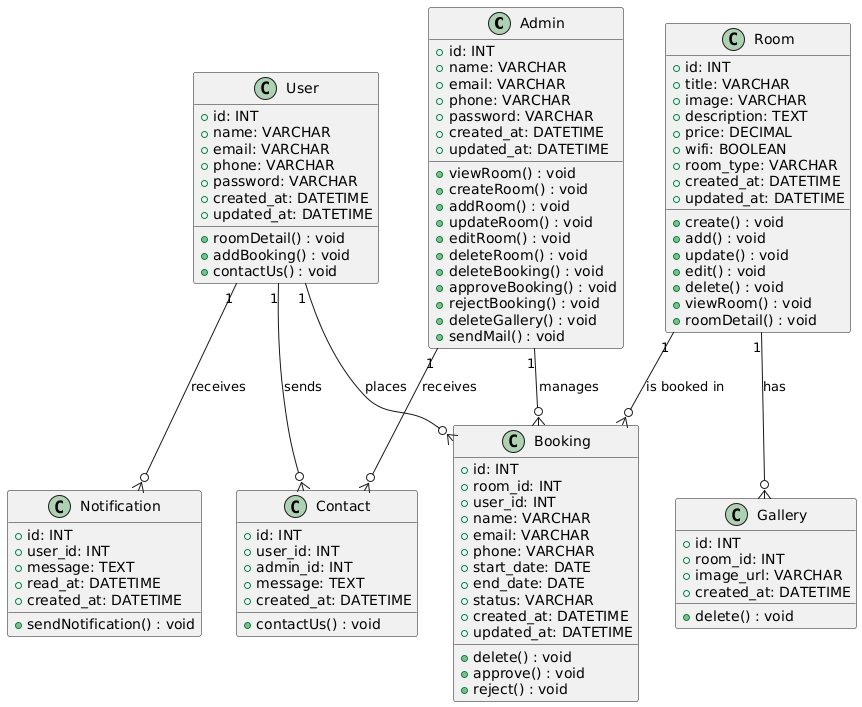 C User
+ id: INT
+ name: VARCHAR
+ email: VARCHAR
+ phone: VARCHAR
+ password: VARCHAR
+ created_at: DATETIME
+ updated_at: DATETIME
roomDetail() : void
addBooking() : void
contactUs() : void
C Admin
id: INT
name: VARCHAR
email: VARCHAR
phone: VARCHAR
password: VARCHAR
created_at: DATETIME
updated_at: DATETIME
viewRoom() : void
createRoom() : void
addRoom() : void
updateRoom() : void
editRoom() : void
deleteRoom() : void
deleteBooking() : void
approveBooking() : void
rejectBooking() : void
deleteGallery() : void
sendMail() : void
C Room
id: INT
title: VARCHAR
image: VARCHAR
description: TEXT
price: DECIMAL
wifi: BOOLEAN
room_type: VARCHAR
created_at: DATETIME
updated_at: DATETIME
create() : void
add() : void
update() : void
edit() : void
delete() : void
viewRoom() : void
roomDetail() : void
1
1
1
1
1
1
1
receives
sends
places
receives
manages
is booked in
has
C Notification
id: INT
user_id: INT
message: TEXT
read_at: DATETIME
created_at: DATETIME
sendNotification() : void
C Contact
id: INT
user_id: INT
admin_id: INT
message: TEXT
created_at: DATETIME
contactUs() : void
C Booking
id: INT
room_id: INT
user_id: INT
name: VARCHAR
email: VARCHAR
phone: VARCHAR
start_date: DATE
end_date: DATE
status: VARCHAR
created_at: DATETIME
updated_at: DATETIME
delete() : void
approve() : void
reject() : void
C Gallery
id: INT
room_id: INT
image_url: VARCHAR
created_at: DATETIME
delete() : void